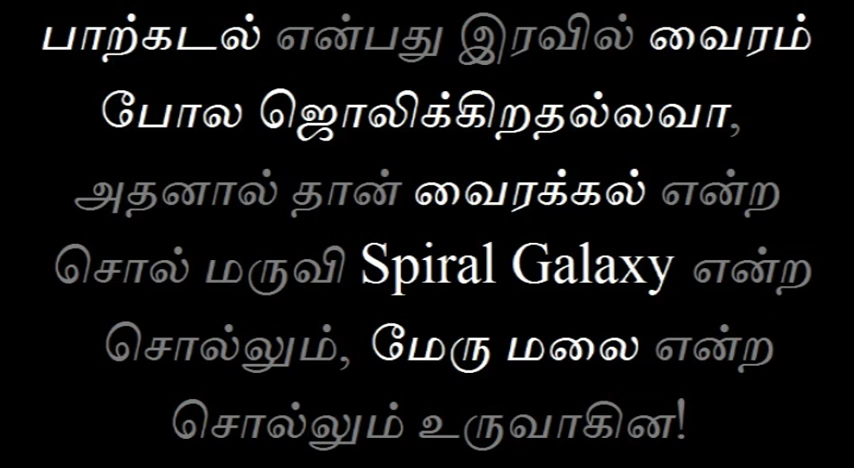 பாற்கடல் என்பது இரவில் வைரம்
போல ஜொலிக்கிறதல்லவா,
அதனால் தான் வைரக்கல் என்ற
சொல் மருவி Spiral Galaxy என்ற
சொல்லும், மேரு மலை என்ற
சொல்லும் உருவாகின!